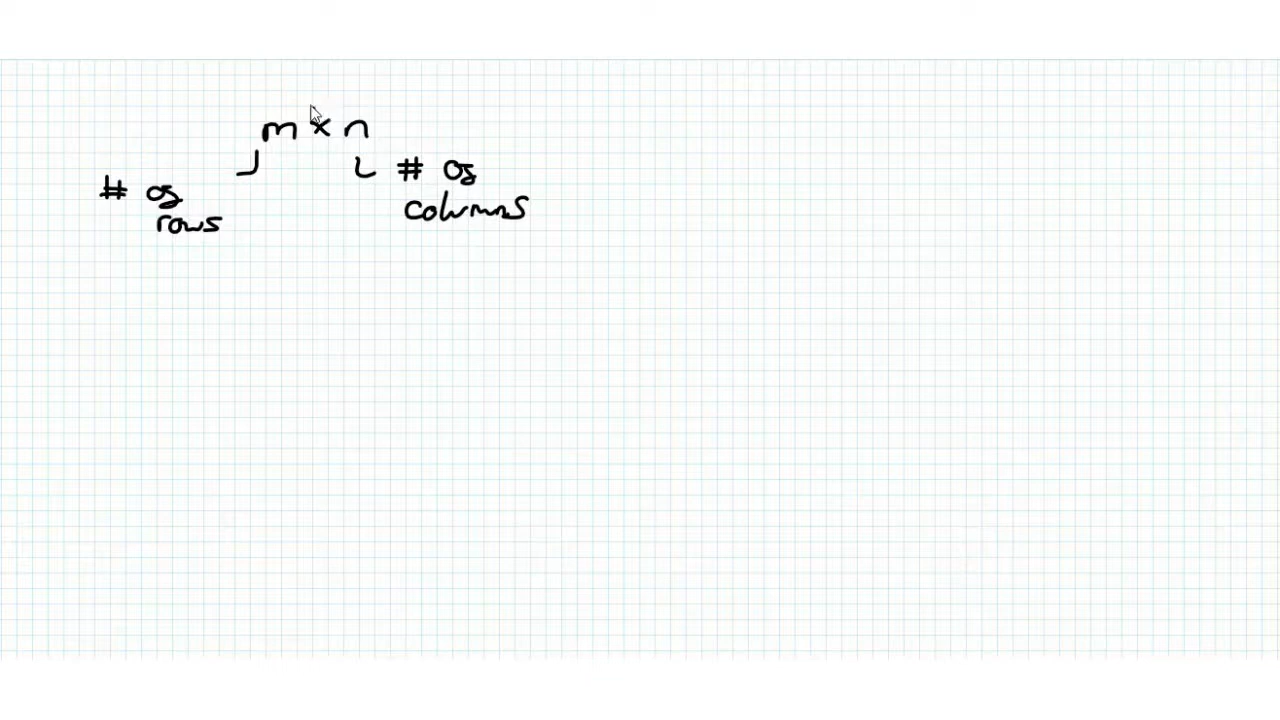 m × n
# of
rows
# of
columns